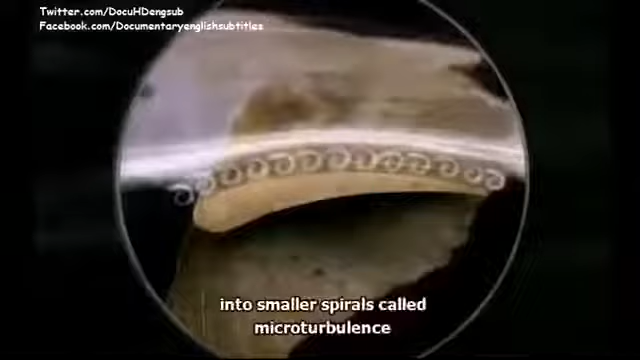 Twitter.com/DocuHDengsub
Facebook.com/Documentaryenglishsubtitles
into smaller spirals called
microturbulence